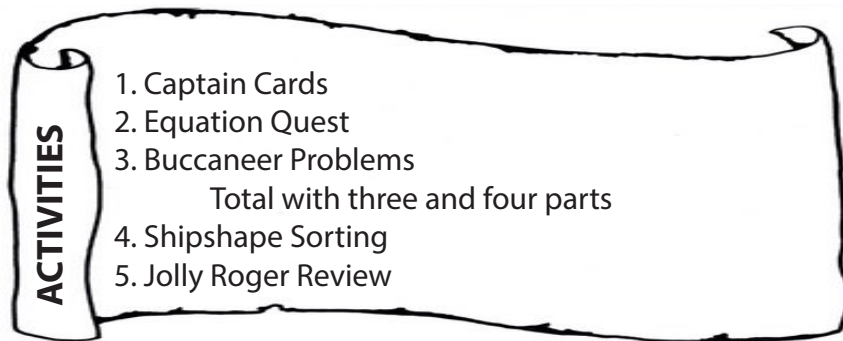 ACTIVITIES
1. Captain Cards
2. Equation Quest
3. Buccaneer Problems
Total with three and four parts
4. Shipshape Sorting
5. Jolly Roger Review